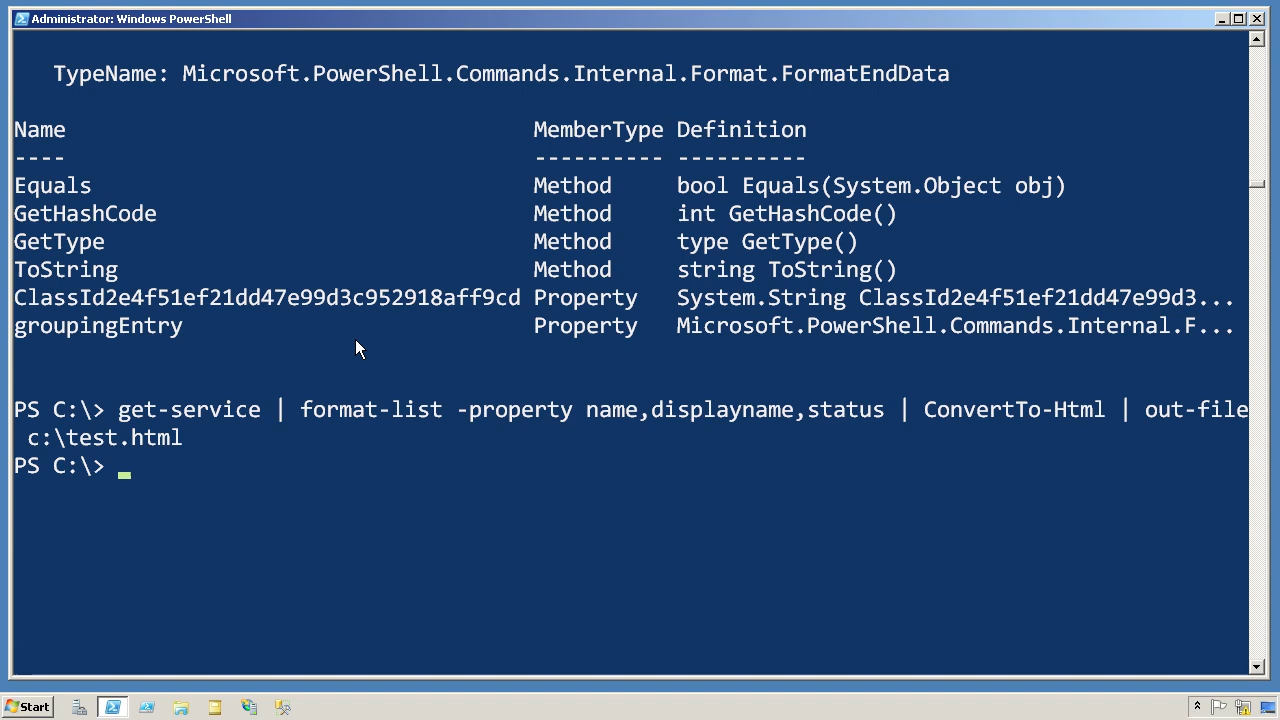 Administrator: Windows PowerShell
TypeName: Microsoft.PowerShell.Commands.Internal.Format.FormatEndData
Name MemberType Definition
---- ---------- ----------
Equals Method bool Equals(System.Object obj)
GetHashCode Method int GetHashCode()
GetType Method type GetType()
ToString Method string ToString()
ClassId2e4f51ef21dd47e99d3c952918aff9cd Property System.String ClassId2e4f51ef21dd47e99d3...
groupingEntry Property Microsoft.PowerShell.Commands.Internal.F...
PS C:\> get-service | format-list -property name,displayname,status | ConvertTo-Html | out-file
c:\test.html
PS C:\>
Start